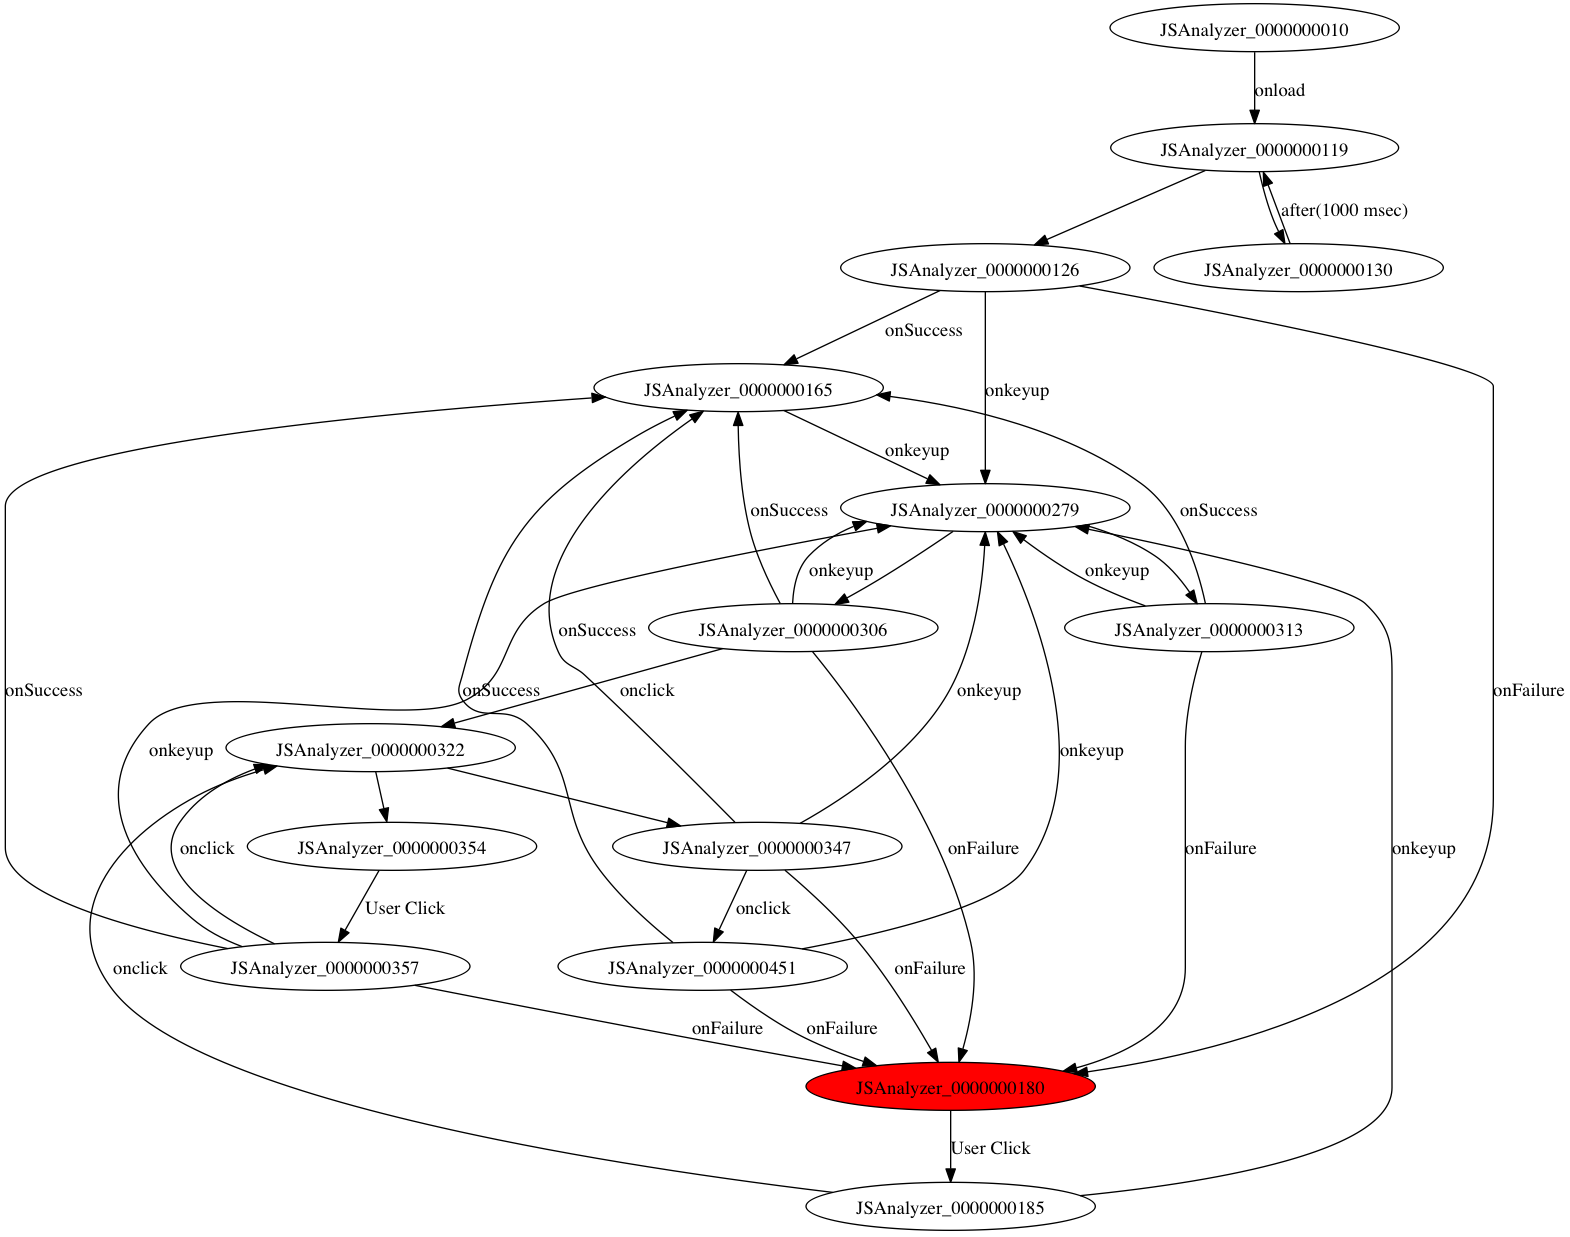 JSAnalyzer_0000000010
onload
JSAnalyzer_0000000119
after(1000 msec)
JSAnalyzer_0000000126
JSAnalyzer_0000000130
onSuccess
JSAnalyzer_0000000165
onkeyup
onkeyup
JSAnalyzer_0000000279
onSuccess
onSuccess
onkeyup
onkeyup
JSAnalyzer_0000000306
JSAnalyzer_0000000313
onSuccess
onSuccess
onSuccess
onclick
onkeyup
onFailure
JSAnalyzer_0000000322
onkeyup
onkeyup
JSAnalyzer_0000000354
JSAnalyzer_0000000347
onclick
onFailure
onFailure
onkeyup
User Click
onclick
JSAnalyzer_0000000357
JSAnalyzer_0000000451
onclick
onFailure
onFailure
onFailure
JSAnalyzer_0000000180
User Click
JSAnalyzer_0000000185